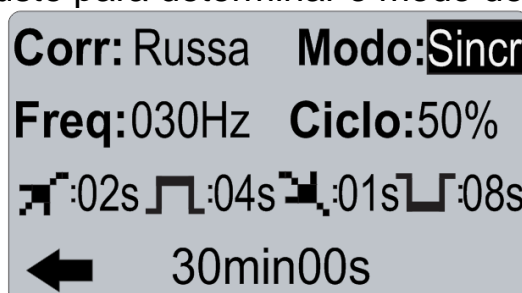 Corr: Russa Modo:Sincr
Freq:030Hz Ciclo:50%
:02s :04s :01s :08s
30min00s